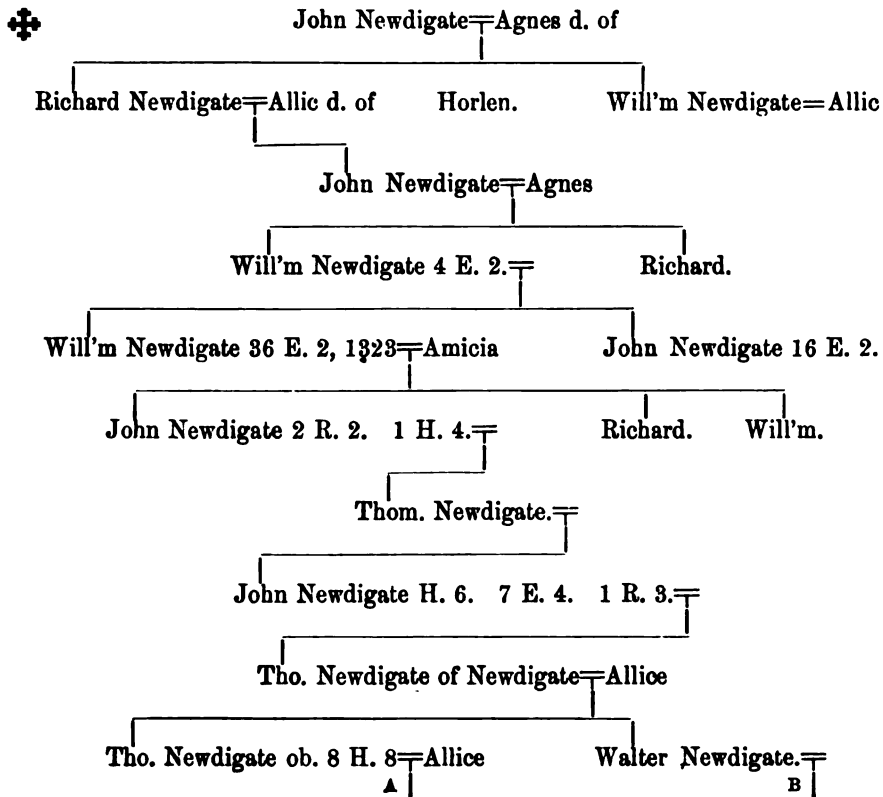 John Newdigate=Agnes d. of
Richard Newdigate=Allic d. of Horlen. Will'm Newdigate=Allic
John Newdigate=Agnes
Will'm Newdigate 4 E. 2.= Richard.
Will'm Newdigate 36 E. 2, 1323=Amicia John Newdigate 16 E. 2.
John Newdigate 2 R. 2. 1 H. 4.= Richard. Will'm.
Thom. Newdigate.=
John Newdigate H. 6. 7 E. 4. 1 R. 3.=
Tho. Newdigate of Newdigate=Allice
Tho. Newdigate ob. 8 H. 8=Allice Walter Newdigate.=
A B